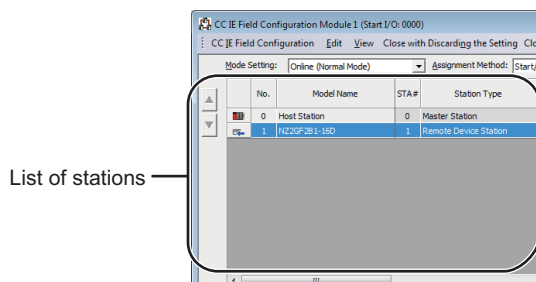 CC IE Field Configuration Module 1 (Start I/O: 0000)
CC IE Field Configuration Edit View Close with Discarding the Setting
Mode Setting: Online (Normal Mode) Assignment Method: Start/
No. Model Name STA# Station Type
0 Host Station 0 Master Station
1 NZ2GF2B1-16D 1 Remote Device Station
List of stations